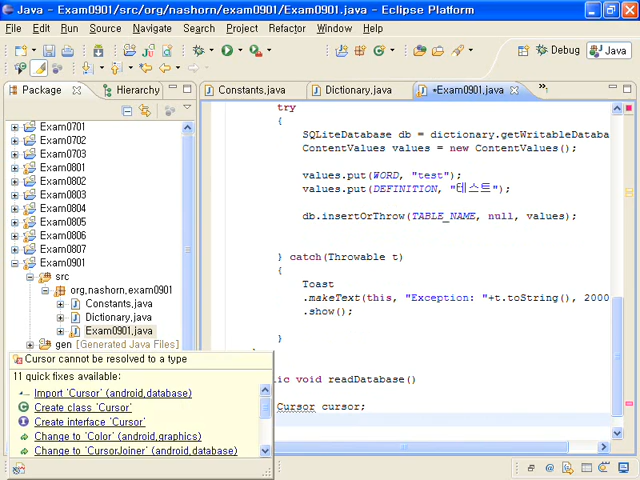 Java - Exam0901/src/org/nashorn/exam0901/Exam0901.java - Eclipse Platform
File Edit Run Source Navigate Search Project Refactor Window Help
Debug Java
Package Hierarchy Constants.java Dictionary.java *Exam0901.java
Exam0701
Exam0702
Exam0703
Exam0801
Exam0802
Exam0803
Exam0804
Exam0805
Exam0806
Exam0807
Exam0901
src
org.nashorn.exam0901
Constants.java
Dictionary.java
Exam0901.java
gen [Generated Java Files]
try
{
SQLiteDatabase db = dictionary.getWritableDataba
ContentValues values = new ContentValues();
values.put(WORD, "test");
values.put(DEFINITION, "테스트");
db.insertOrThrow(TABLE_NAME, null, values);
} catch(Throwable t)
{
Toast
.makeText(this, "Exception: "+t.toString(), 2000
.show();
}
ic void readDatabase()
Cursor cursor;
Cursor cannot be resolved to a type
11 quick fixes available:
Import 'Cursor' (android.database)
Create class 'Cursor'
Create interface 'Cursor'
Change to 'Color' (android.graphics)
Change to 'CursorJoiner' (android.database)